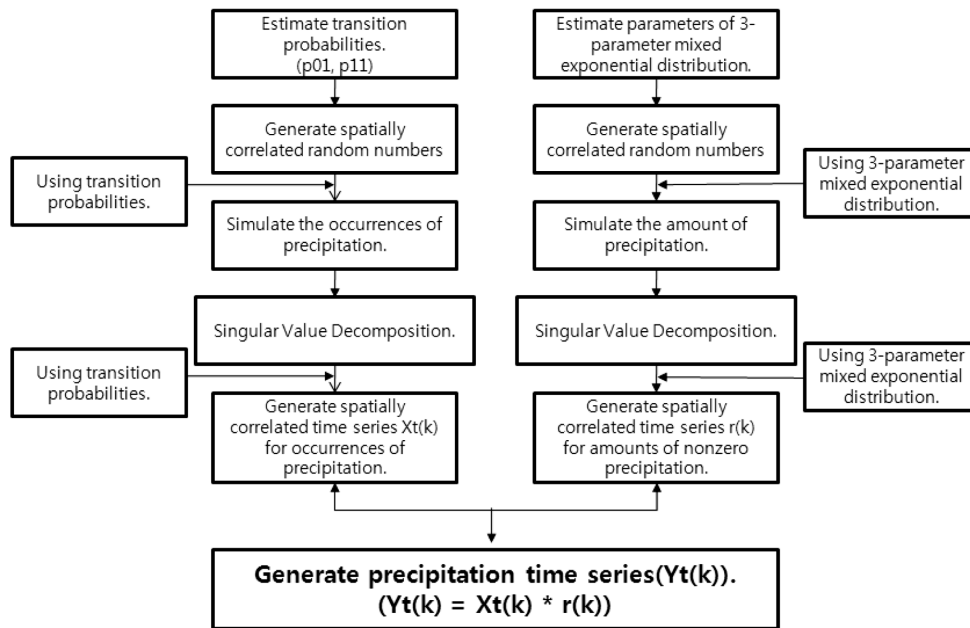 Estimate transition
probabilities.
(p01, p11)
Estimate parameters of 3-
parameter mixed
exponential distribution.
Generate spatially
correlated random numbers
Generate spatially
correlated random numbers
Using transition
probabilities.
Using 3-parameter
mixed exponential
distribution.
Simulate the occurrences of
precipitation.
Simulate the amount of
precipitation.
Singular Value Decomposition.
Singular Value Decomposition.
Using transition
probabilities.
Using 3-parameter
mixed exponential
distribution.
Generate spatially
correlated time series Xt(k)
for occurrences of
precipitation.
Generate spatially
correlated time series r(k)
for amounts of nonzero
precipitation.
Generate precipitation time series(Yt(k)).
(Yt(k) = Xt(k) * r(k))